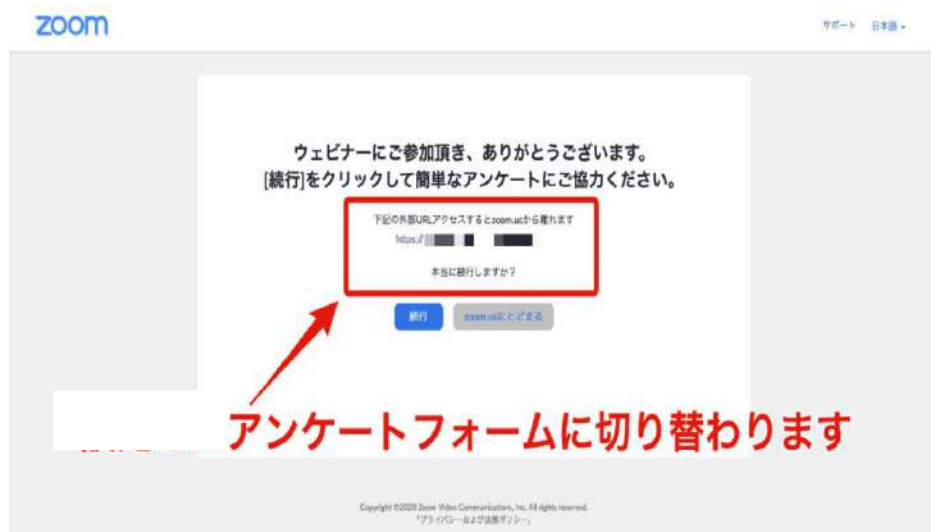 zoom
サポート 日本語
ウェビナーにご参加頂き、ありがとうございます。
[続行]をクリックして簡単なアンケートにご協力ください。
下記の外部URLアクセスするとzoom.usから離れます
https://
本当に続行しますか？
続行 zoom.usにとどまる
アンケートフォームに切り替わります
Copyright ©2020 Zoom Video Communications, Inc. All rights reserved.
「プライバシーおよび法務ポリシー」